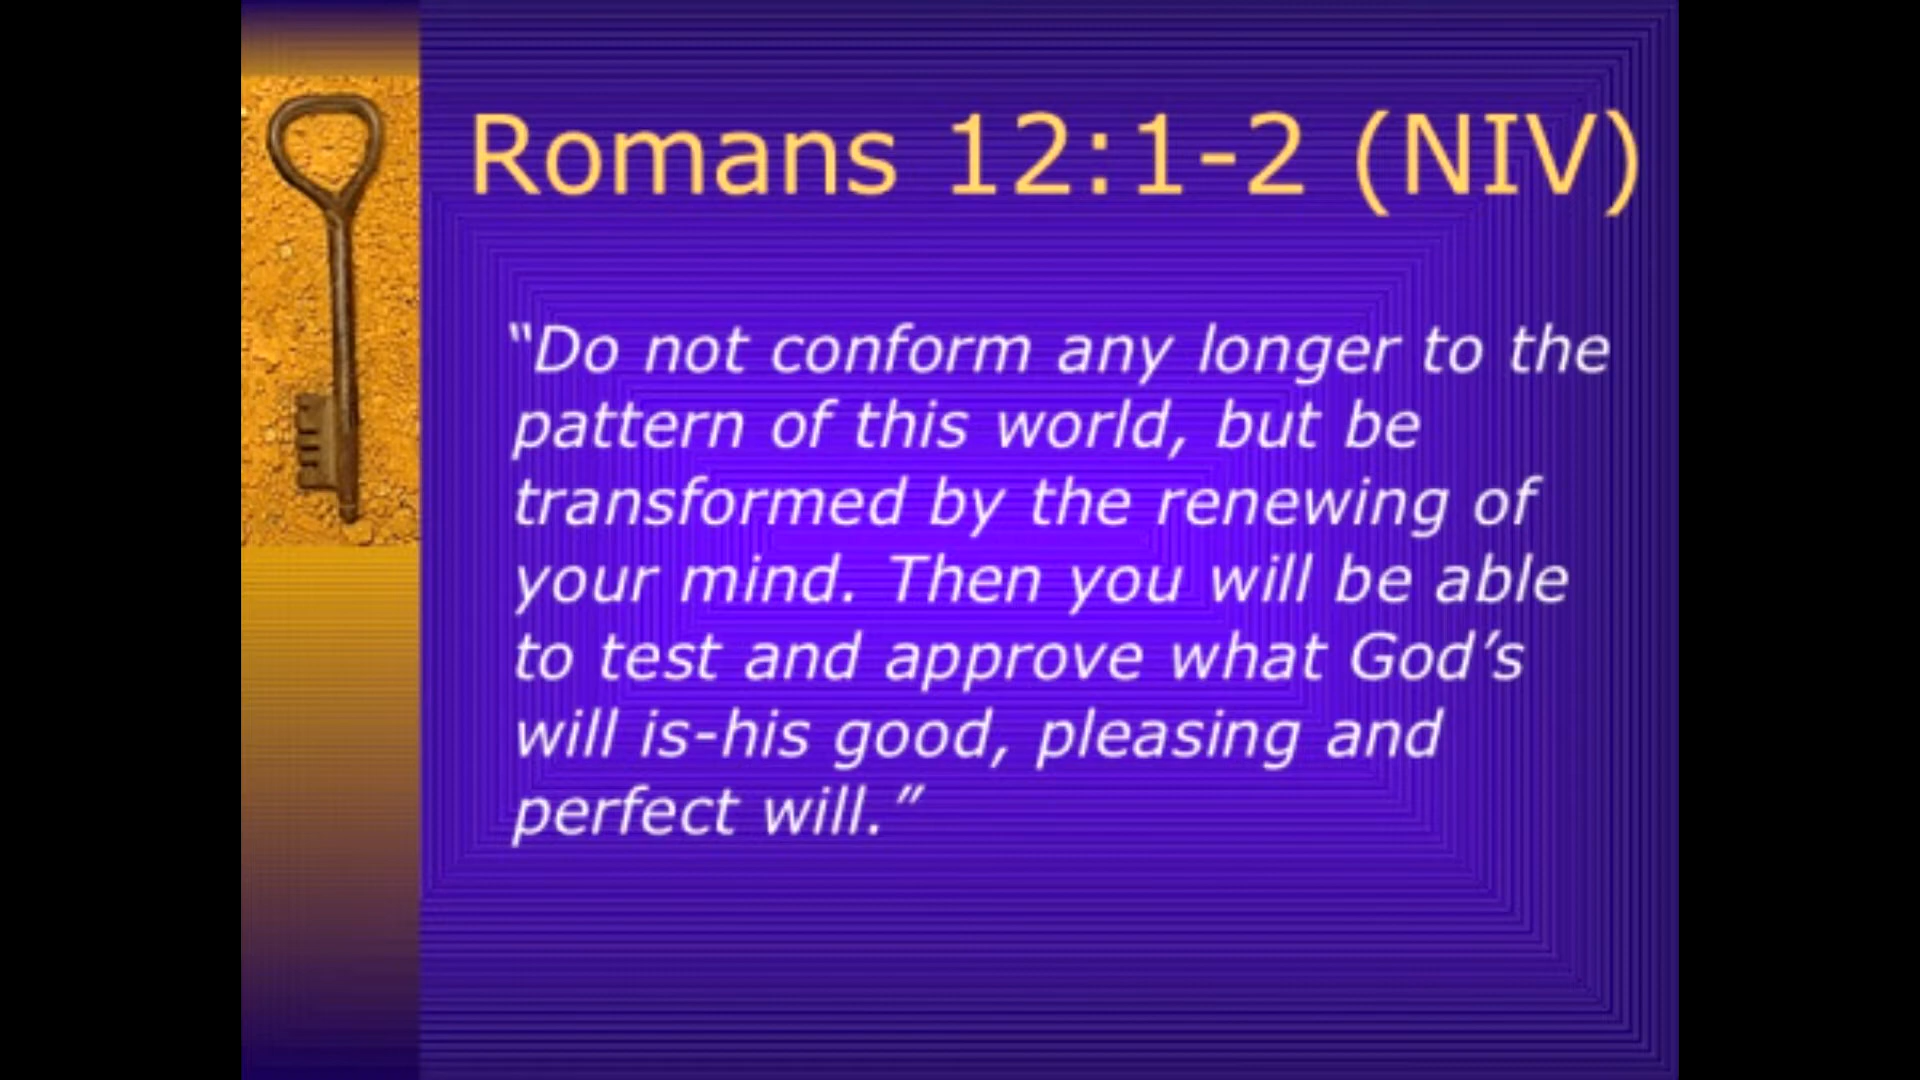 Romans 12:1-2 (NIV)
“Do not conform any longer to the
pattern of this world, but be
transformed by the renewing of
your mind. Then you will be able
to test and approve what God’s
will is-his good, pleasing and
perfect will.”